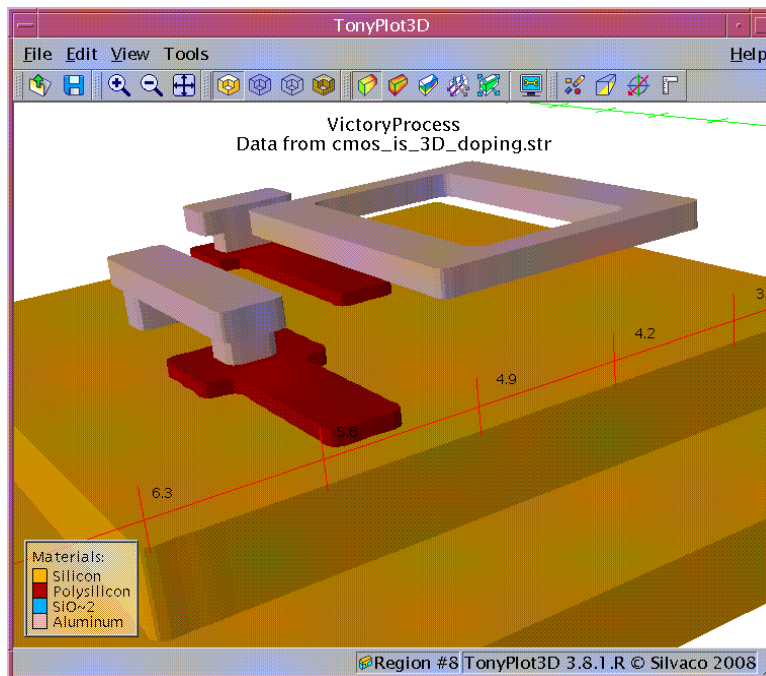 TonyPlot3D
File Edit View Tools Help
VictoryProcess
Data from cmos_is_3D_doping.str
3
4.2
4.9
5.6
6.3
Materials:
Silicon
Polysilicon
SiO~2
Aluminum
Region #8 TonyPlot3D 3.8.1.R © Silvaco 2008